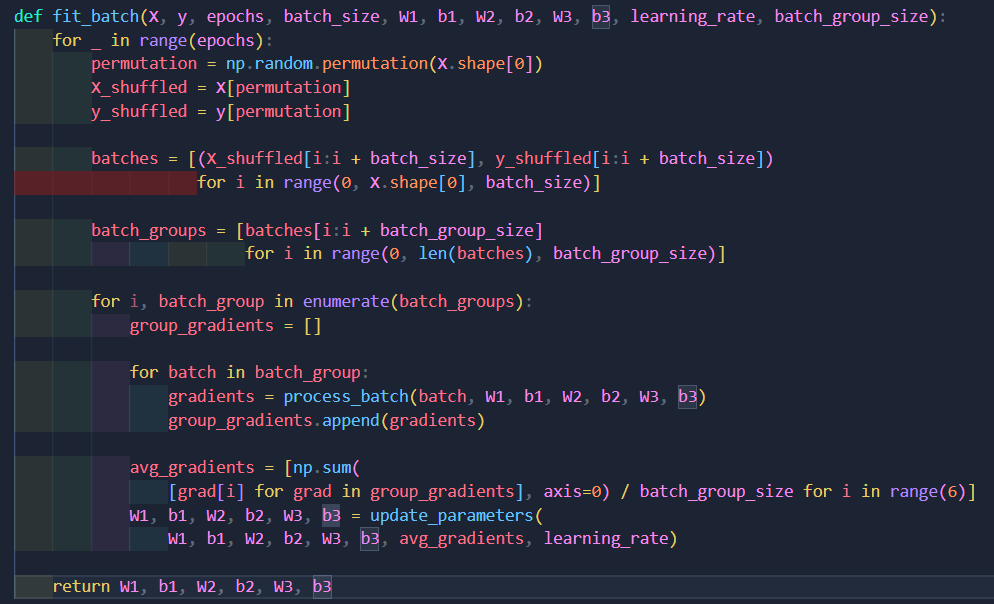 def fit_batch(X, y, epochs, batch_size, W1, b1, W2, b2, W3, b3, learning_rate, batch_group_size):
    for _ in range(epochs):
        permutation = np.random.permutation(X.shape[0])
        X_shuffled = X[permutation]
        y_shuffled = y[permutation]

        batches = [(X_shuffled[i:i + batch_size], y_shuffled[i:i + batch_size])
                   for i in range(0, X.shape[0], batch_size)]

        batch_groups = [batches[i:i + batch_group_size]
                        for i in range(0, len(batches), batch_group_size)]

        for i, batch_group in enumerate(batch_groups):
            group_gradients = []

            for batch in batch_group:
                gradients = process_batch(batch, W1, b1, W2, b2, W3, b3)
                group_gradients.append(gradients)

            avg_gradients = [np.sum(
                [grad[i] for grad in group_gradients], axis=0) / batch_group_size for i in range(6)]
            W1, b1, W2, b2, W3, b3 = update_parameters(
                W1, b1, W2, b2, W3, b3, avg_gradients, learning_rate)

    return W1, b1, W2, b2, W3, b3